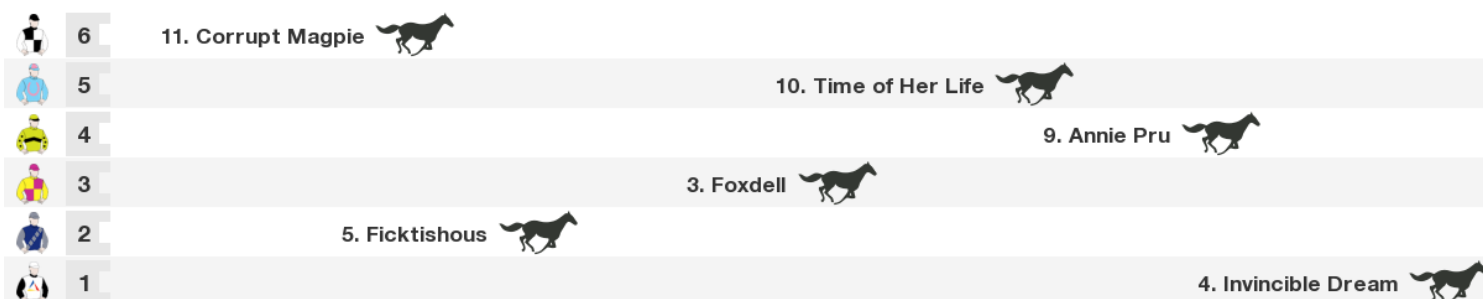 6 11. Corrupt Magpie
5 10. Time of Her Life
4 9. Annie Pru
3 3. Foxdell
2 5. Ficktishous
1 4. Invincible Dream